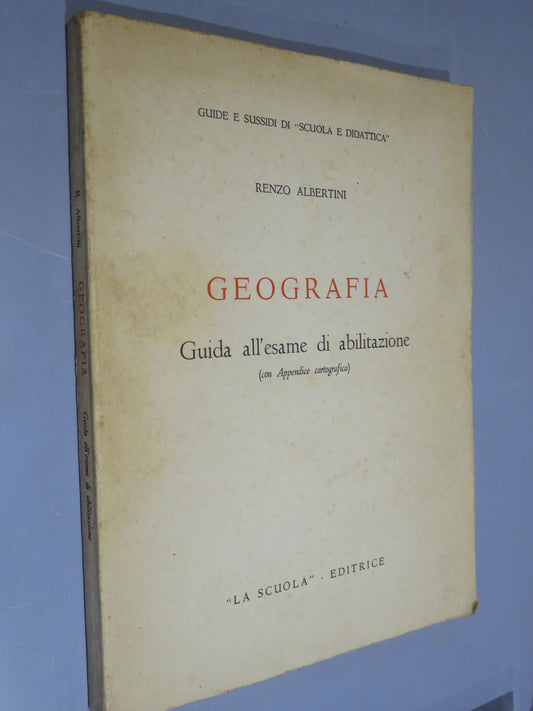 GUIDE E SUSSIDI DI "SCUOLA E DIDATTICA"
RENZO ALBERTINI
GEOGRAFIA
Guida all'esame di abilitazione
(con Appendice cartografica)
"LA SCUOLA" - EDITRICE
R. Albertini GEOGRAFIA Guida all'esame di abilitazione